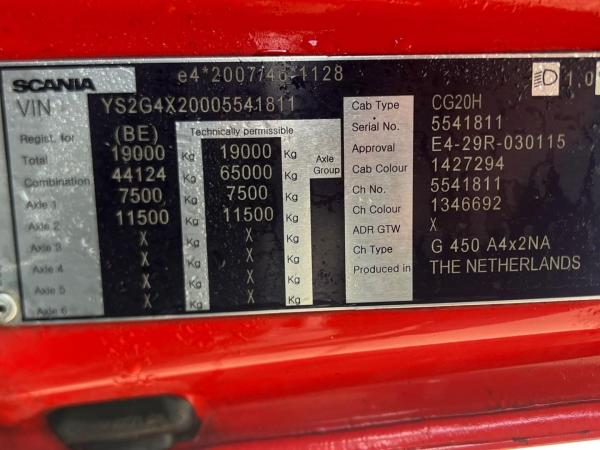 e4*2007/46*1128
SCANIA
1.0
VIN YS2G4X20005541811
Regist. for (BE) Technically permissible
Total 19000 Kg 19000 Kg Axle Group
Combination 44124 Kg 65000 Kg
Axle 1 7500 Kg 7500 Kg
Axle 2 11500 Kg 11500 Kg
Axle 3 X Kg X Kg
Axle 4 X Kg X Kg
Axle 5 X Kg X Kg
Axle 6 X Kg X Kg
Cab Type CG20H
Serial No. 5541811
Approval E4-29R-030115
Cab Colour 1427294
Ch No. 5541811
Ch Colour 1346692
ADR GTW X
Ch Type G 450 A4x2NA
Produced in THE NETHERLANDS